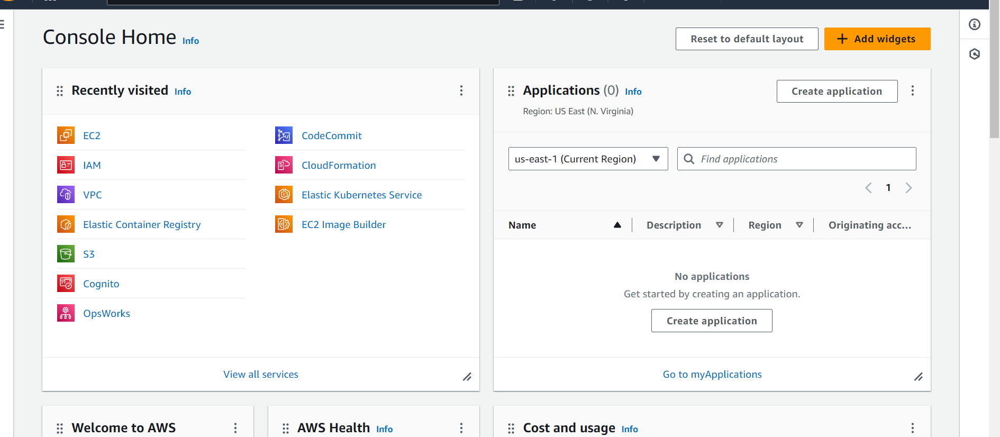 Console Home Info
Reset to default layout
Add widgets
Recently visited Info
EC2
IAM
VPC
Elastic Container Registry
S3
Cognito
OpsWorks
CodeCommit
CloudFormation
Elastic Kubernetes Service
EC2 Image Builder
View all services
Applications (0) Info
Create application
Region: US East (N. Virginia)
us-east-1 (Current Region)
Find applications
1
Name Description Region Originating acc...
No applications
Get started by creating an application.
Create application
Go to myApplications
Welcome to AWS
AWS Health Info
Cost and usage Info